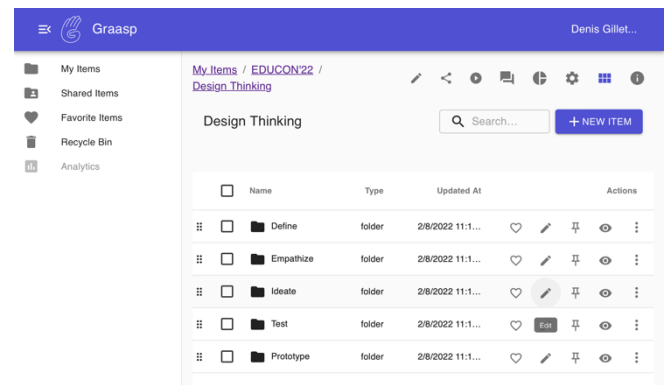 Graasp
Denis Gillet...
My Items
Shared Items
Favorite Items
Recycle Bin
Analytics
My Items / EDUCON'22 /
Design Thinking
Design Thinking
Search...
+ NEW ITEM
Name Type Updated At Actions
Define folder 2/8/2022 11:1...
Empathize folder 2/8/2022 11:1...
Ideate folder 2/8/2022 11:1...
Test folder 2/8/2022 11:1... Edit
Prototype folder 2/8/2022 11:1...